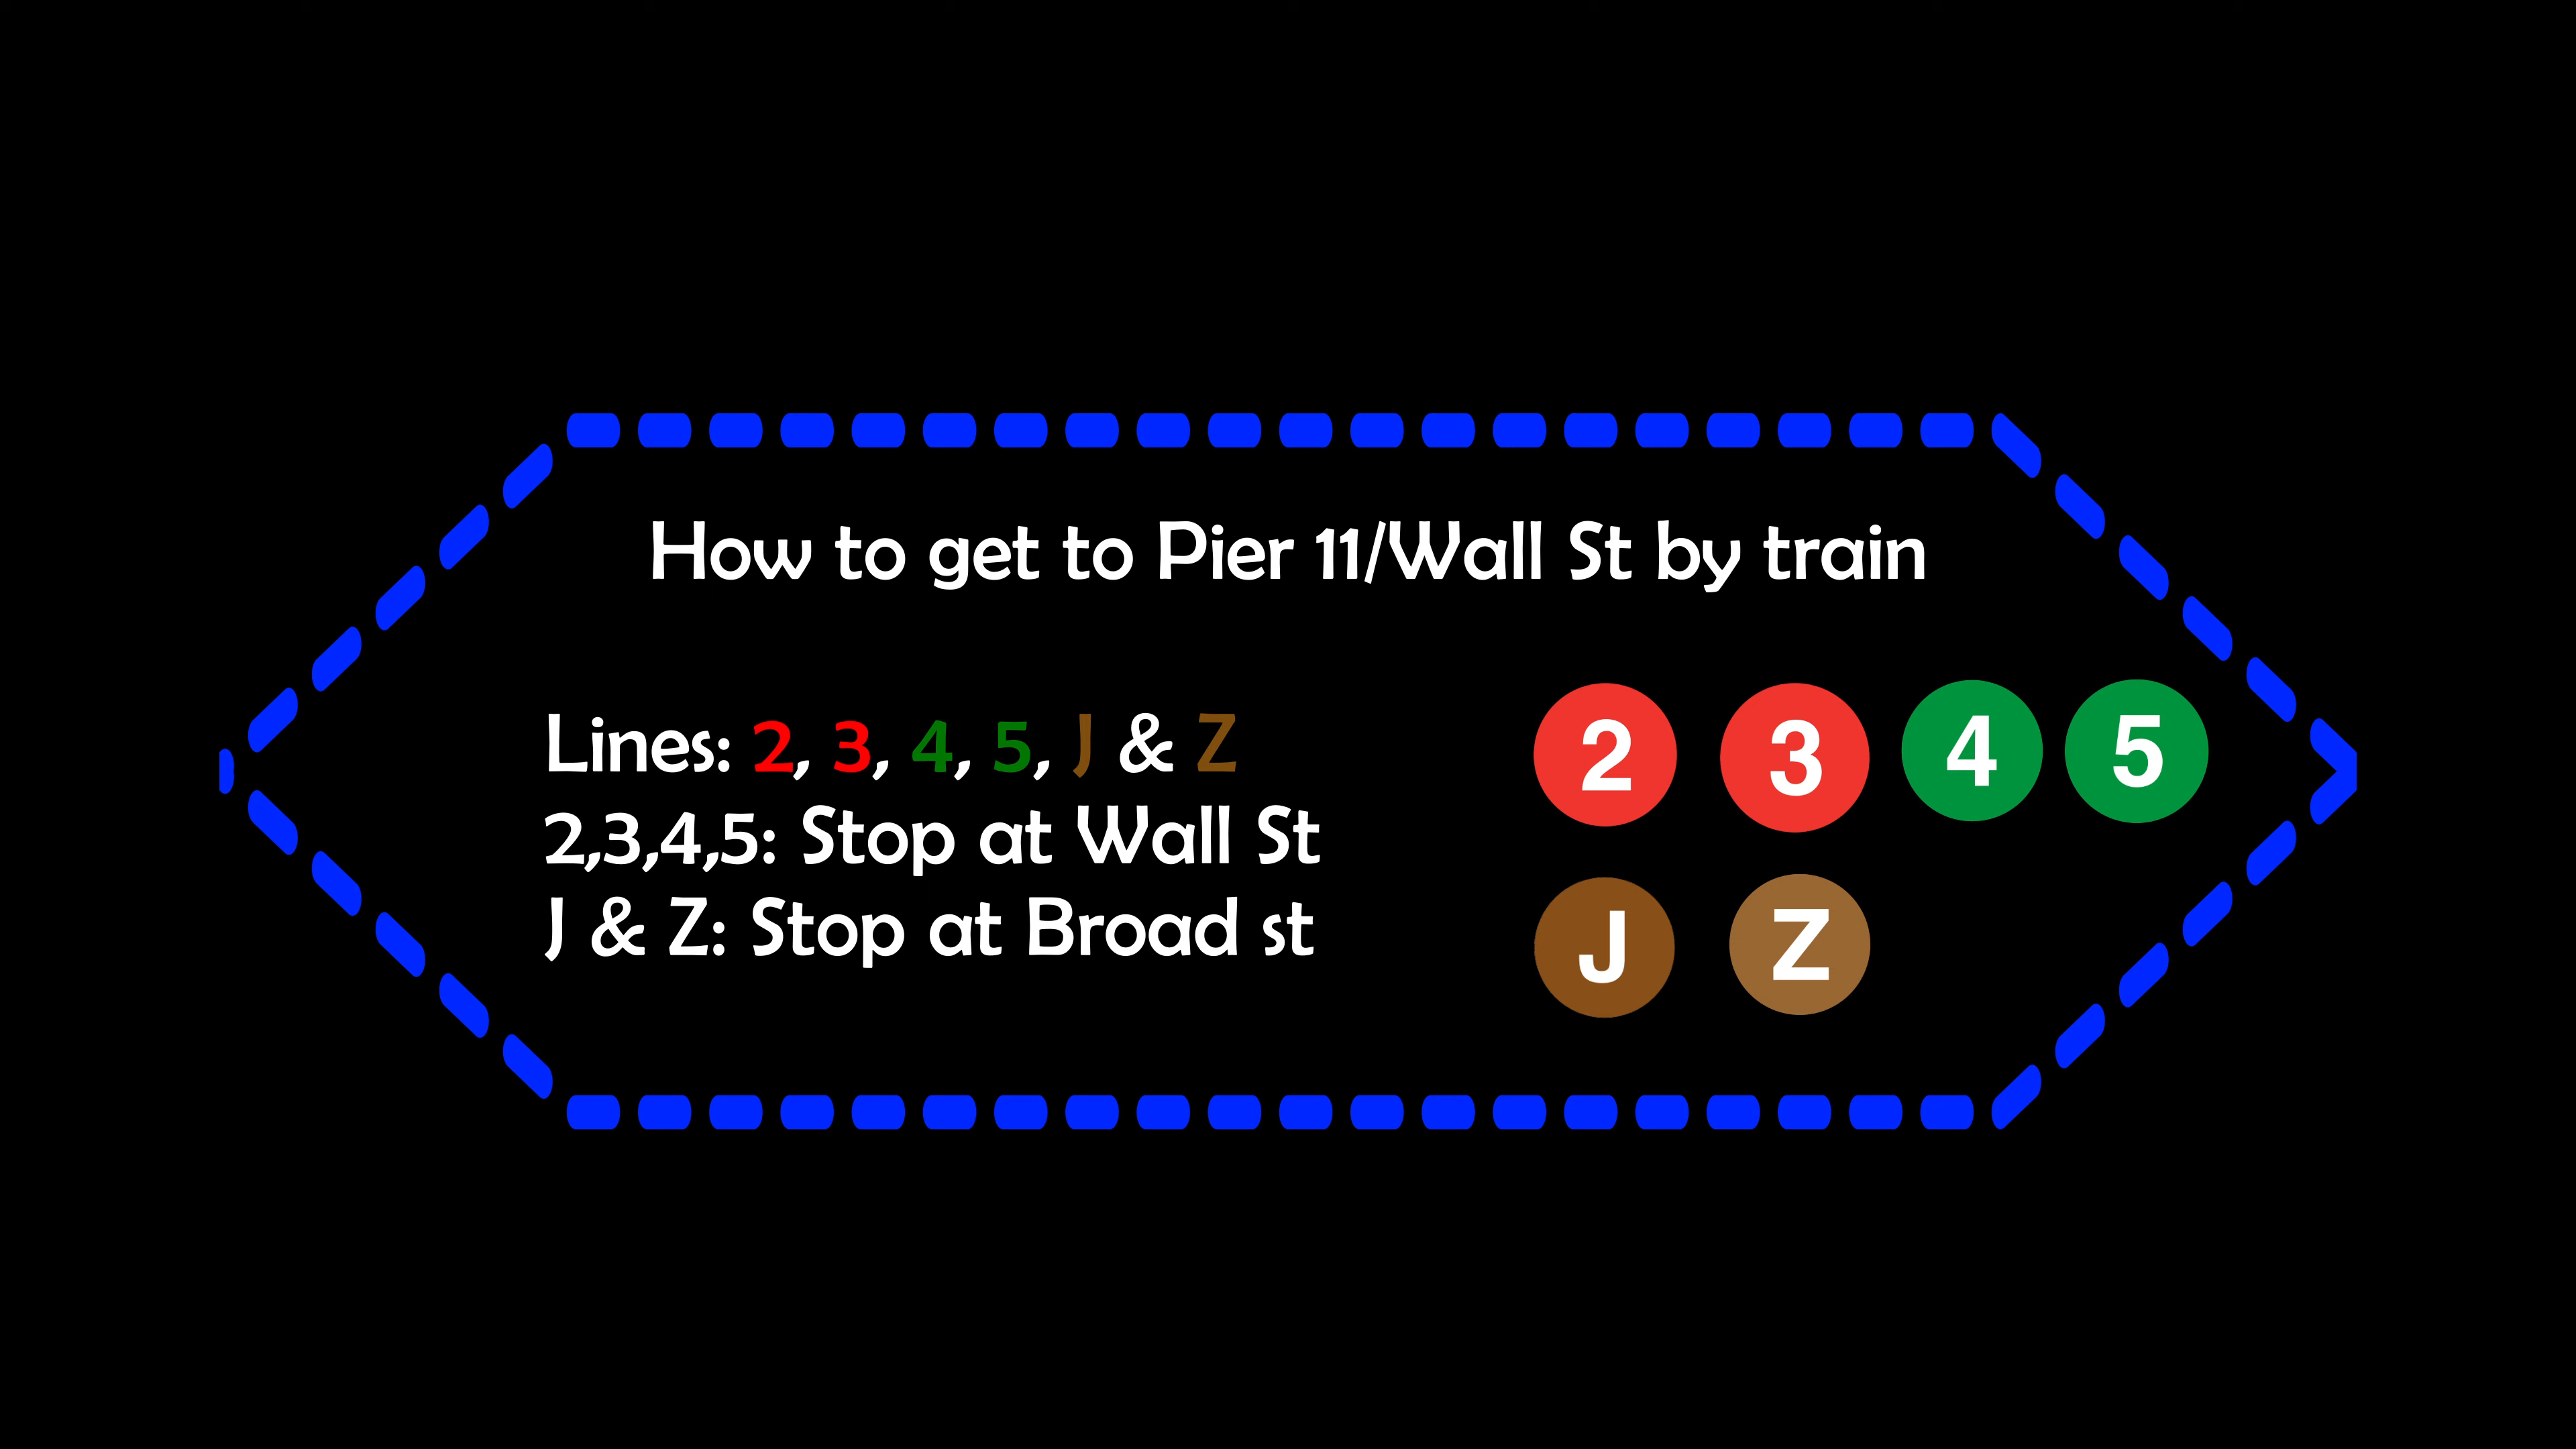 How to get to Pier 11/Wall St by train
Lines: 2, 3, 4, 5, J & Z
2,3,4,5: Stop at Wall St
J & Z: Stop at Broad st
2 3 4 5
J Z